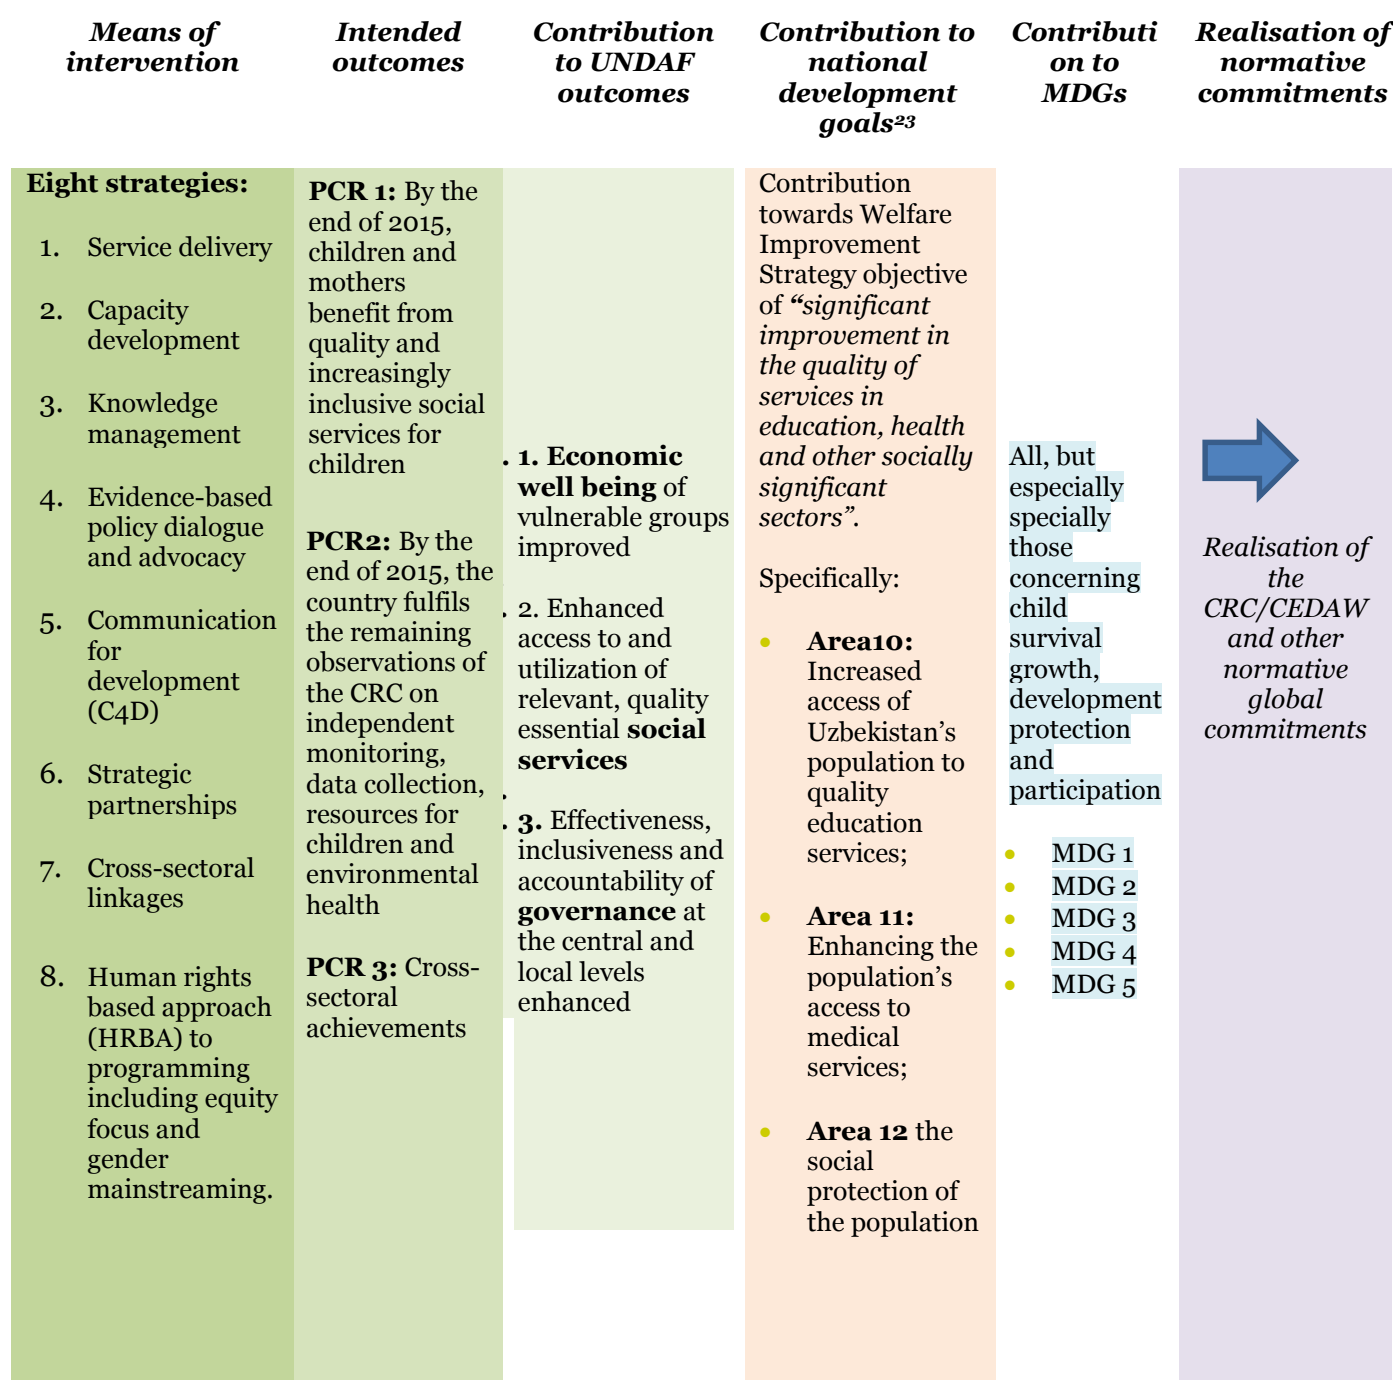 Means of
intervention
Intended
outcomes
Contribution
to UNDAF
outcomes
Contribution to
national
development
goals23
Contributi
on to
MDGs
Realisation of
normative
commitments
Eight strategies:
1. Service delivery
2. Capacity
development
3. Knowledge
management
4. Evidence-based
policy dialogue
and advocacy
5. Communication
for
development
(C4D)
6. Strategic
partnerships
7. Cross-sectoral
linkages
8. Human rights
based approach
(HRBA) to
programming
including equity
focus and
gender
mainstreaming.
PCR 1: By the
end of 2015,
children and
mothers
benefit from
quality and
increasingly
inclusive social
services for
children
PCR2: By the
end of 2015, the
country fulfils
the remaining
observations of
the CRC on
independent
monitoring,
data collection,
resources for
children and
environmental
health
PCR 3: Cross-
sectoral
achievements
. 1. Economic
well being of
vulnerable groups
improved
. 2. Enhanced
access to and
utilization of
relevant, quality
essential social
services
.
. 3. Effectiveness,
inclusiveness and
accountability of
governance at
the central and
local levels
enhanced
Contribution
towards Welfare
Improvement
Strategy objective
of “significant
improvement in
the quality of
services in
education, health
and other socially
significant
sectors”.
Specifically:
• Area10:
Increased
access of
Uzbekistan’s
population to
quality
education
services;
• Area 11:
Enhancing the
population’s
access to
medical
services;
• Area 12 the
social
protection of
the population
All, but
especially
specially
those
concerning
child
survival
growth,
development
protection
and
participation
• MDG 1
• MDG 2
• MDG 3
• MDG 4
• MDG 5
Realisation of
the
CRC/CEDAW
and other
normative
global
commitments